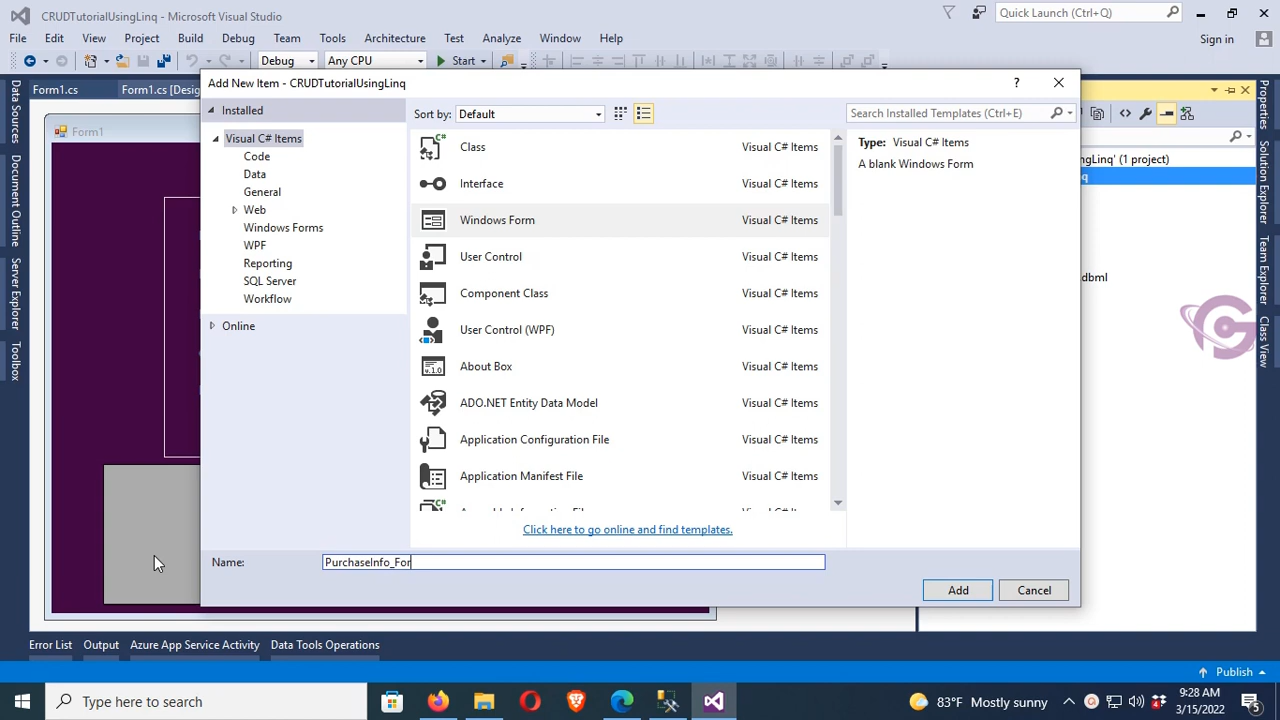 CRUDTutorialUsingLinq - Microsoft Visual Studio
Quick Launch (Ctrl+Q)
File Edit View Project Build Debug Team Tools Architecture Test Analyze Window Help
Sign in
Debug Any CPU Start
Form1.cs Form1.cs [Desig
Add New Item - CRUDTutorialUsingLinq
?
Data Sources
Document Outline
Server Explorer
Toolbox
Form1
Installed
Visual C# Items
Code
Data
General
Web
Windows Forms
WPF
Reporting
SQL Server
Workflow
Online
Sort by: Default
Search Installed Templates (Ctrl+E)
Class Visual C# Items
Interface Visual C# Items
Windows Form Visual C# Items
User Control Visual C# Items
Component Class Visual C# Items
User Control (WPF) Visual C# Items
About Box Visual C# Items
ADO.NET Entity Data Model Visual C# Items
Application Configuration File Visual C# Items
Application Manifest File Visual C# Items
Click here to go online and find templates.
Type: Visual C# Items
A blank Windows Form
Name: PurchaseInfo_For
Add Cancel
ngLinq' (1 project)
q
dbml
Properties
Solution Explorer
Team Explorer
Class View
Error List Output Azure App Service Activity Data Tools Operations
Publish
Type here to search
83°F Mostly sunny
9:28 AM
3/15/2022
5